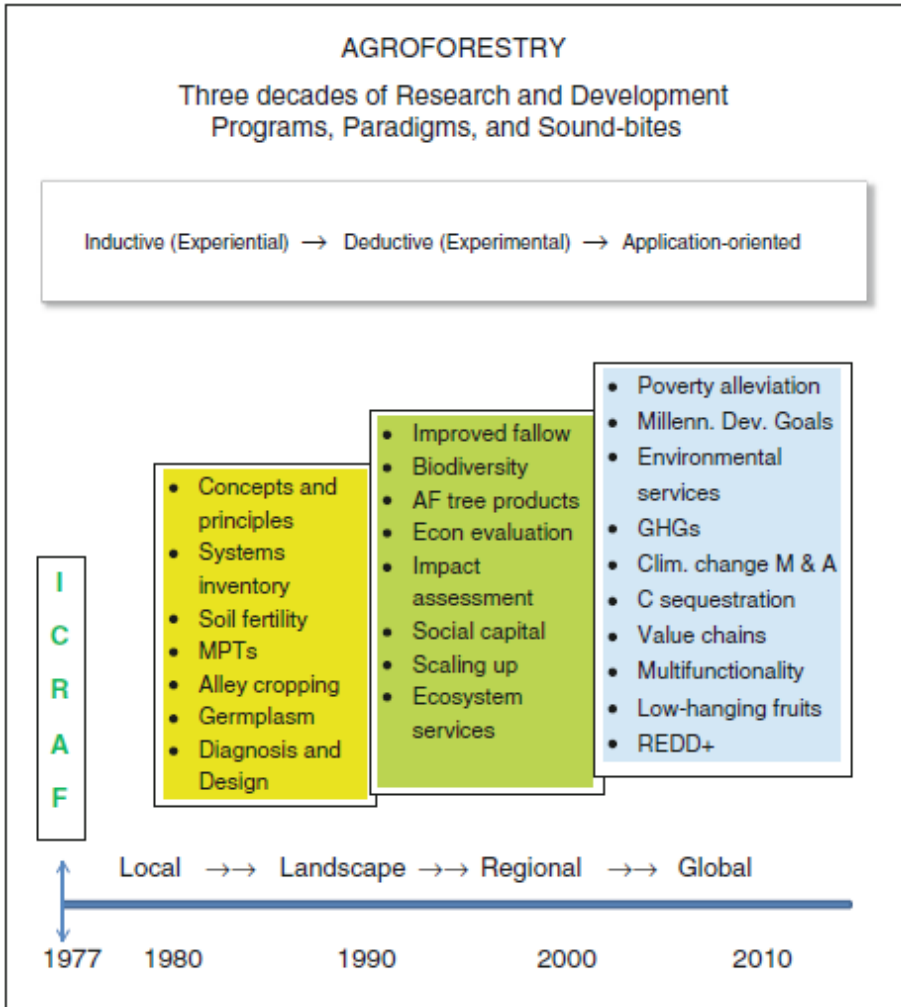 AGROFORESTRY
Three decades of Research and Development
Programs, Paradigms, and Sound-bites
Inductive (Experiential) → Deductive (Experimental) → Application-oriented
I
C
R
A
F
• Concepts and
principles
• Systems
inventory
• Soil fertility
• MPTs
• Alley cropping
• Germplasm
• Diagnosis and
Design
• Improved fallow
• Biodiversity
• AF tree products
• Econ evaluation
• Impact
assessment
• Social capital
• Scaling up
• Ecosystem
services
• Poverty alleviation
• Millenn. Dev. Goals
• Environmental
services
• GHGs
• Clim. change M & A
• C sequestration
• Value chains
• Multifunctionality
• Low-hanging fruits
• REDD+
Local →→ Landscape →→ Regional →→ Global
1977 1980 1990 2000 2010